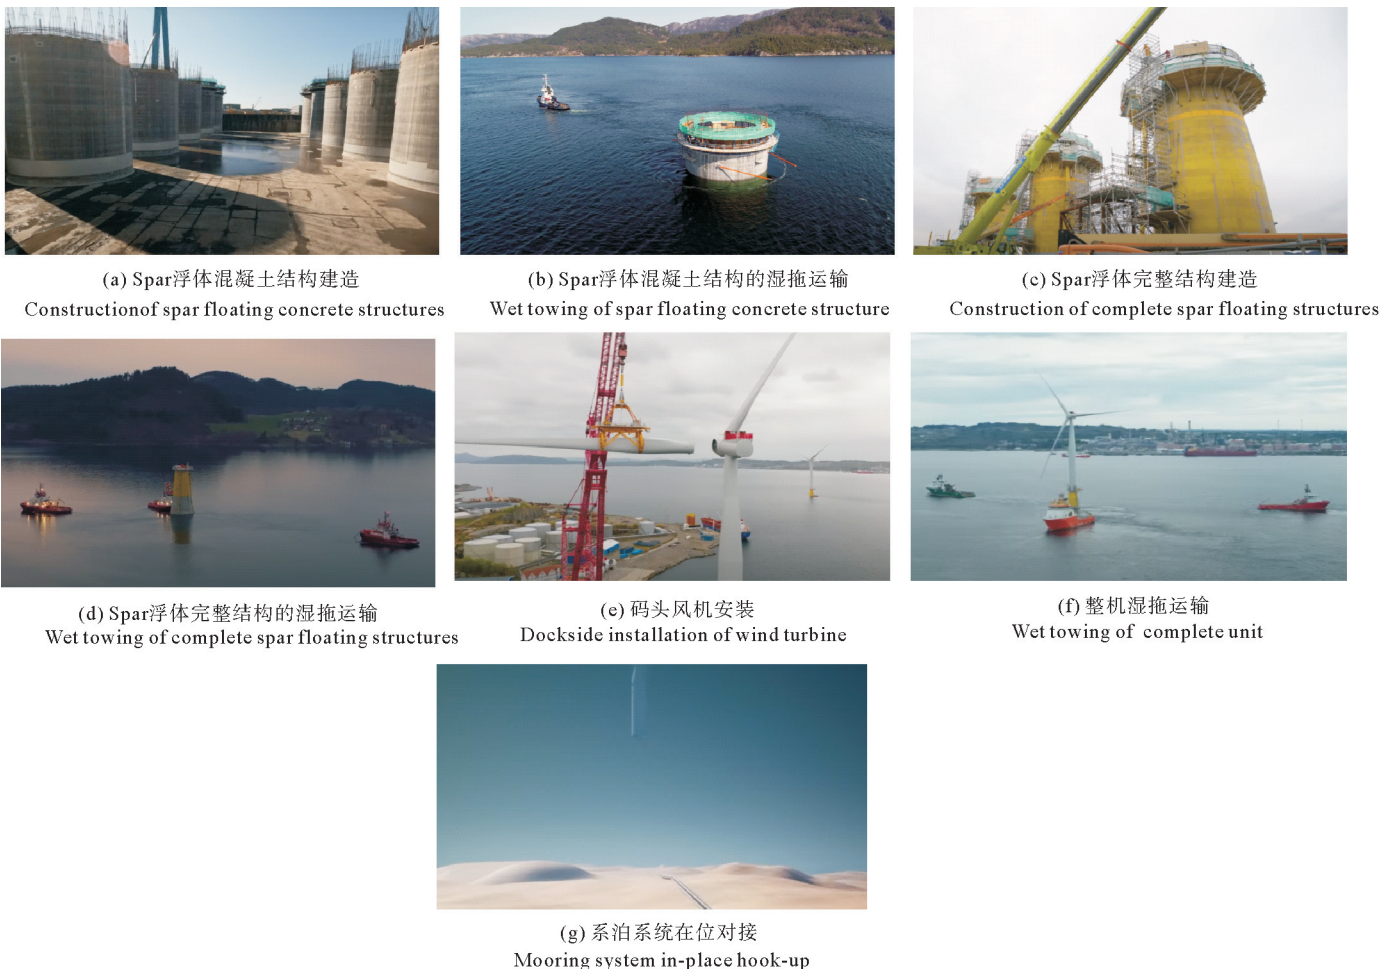 (a) Spar浮体混凝土结构建造
Constructionof spar floating concrete structures
(b) Spar浮体混凝土结构的湿拖运输
Wet towing of spar floating concrete structure
(c) Spar浮体完整结构建造
Construction of complete spar floating structures
(d) Spar浮体完整结构的湿拖运输
Wet towing of complete spar floating structures
(e) 码头风机安装
Dockside installation of wind turbine
(f) 整机湿拖运输
Wet towing of complete unit
(g) 系泊系统在位对接
Mooring system in-place hook-up